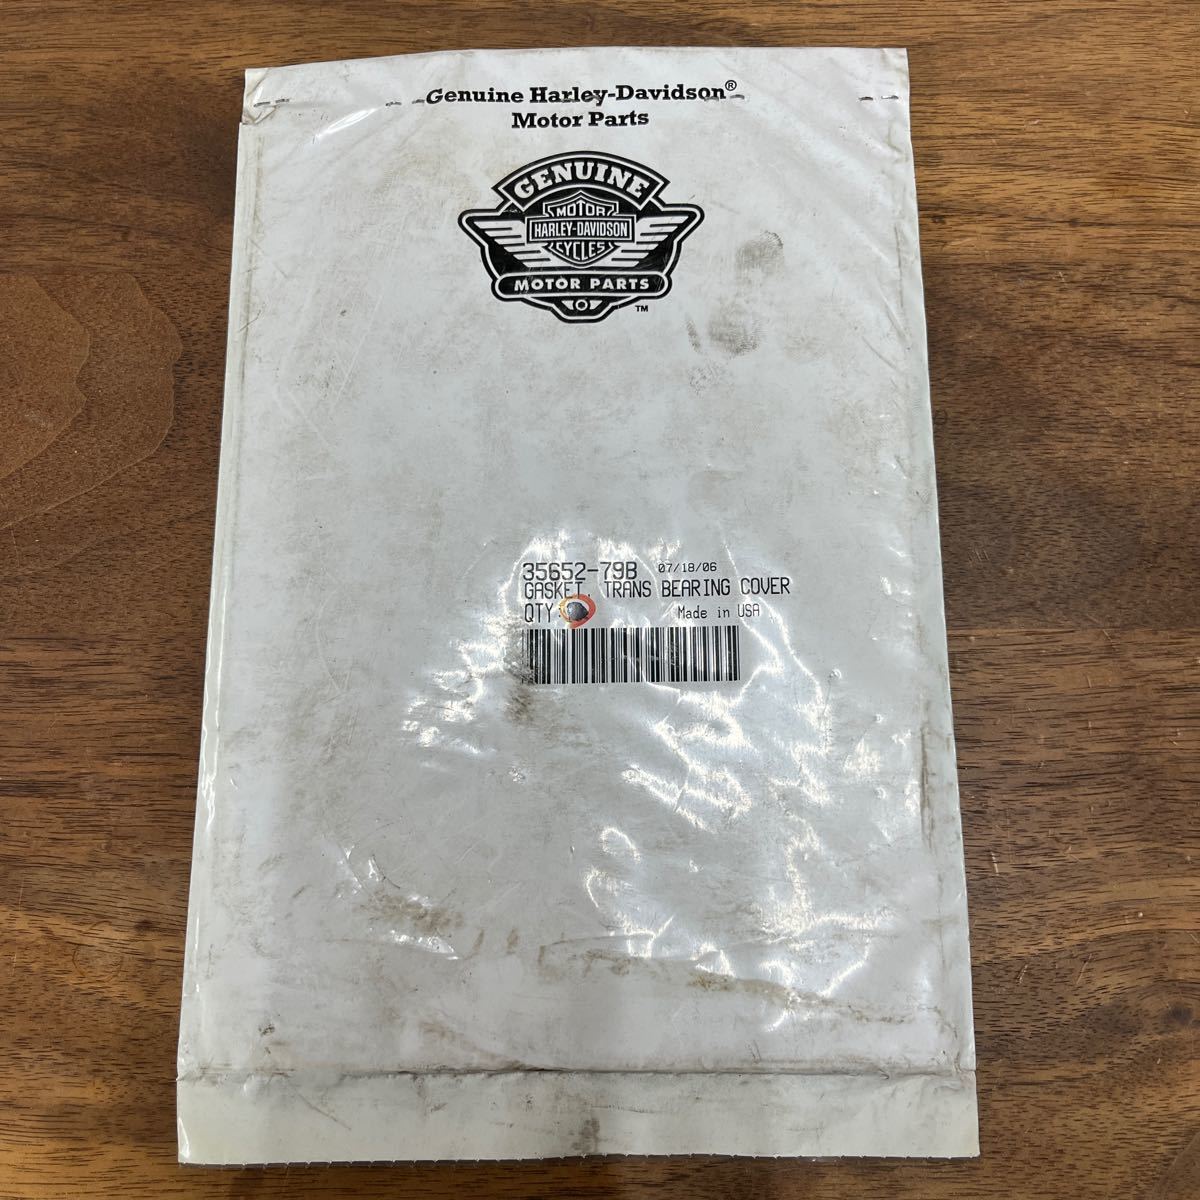 Genuine Harley-Davidson®
Motor Parts
GENUINE
MOTOR
HARLEY-DAVIDSON
CYCLES
MOTOR PARTS
TM
35652-79B 07/18/06
GASKET, TRANS BEARING COVER
QTY Made in USA